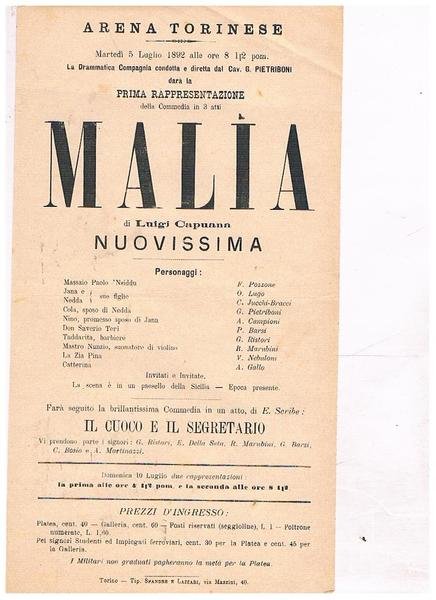 ARENA TORINESE
Martedì 5 Luglio 1892 alle ore 8 1|2 pom.
La Drammatica Compagnia condotta e diretta dal Cav. G. PIETRIBONI
darà la
PRIMA RAPPRESENTAZIONE
della Commedia in 3 atti
MALÌA
di Luigi Capuana
NUOVISSIMA
Personaggi:
Massaio Paolo 'Nziddu F. Pozzone
Jana e O. Lugo
sue figlie
Nedda C. Jucchi-Bracci
Cola, sposo di Nedda G. Pietriboni
Nino, promesso sposo di Jana A. Campioni
Don Saverio Teri P. Barsi
Taddarita, barbiere G. Ristori
Mastro Nunzio, suonatore di violino R. Marubini
La Zia Pina V. Nebuloni
Catterina A. Gallo
Invitati e Invitate.
La scena è in un paesello della Sicilia — Epoca presente.
Farà seguito la brillantissima Commedia in un atto, di E. Scribe:
IL CUOCO E IL SEGRETARIO
Vi prendono parte i signori: G. Ristori, E. Della Seta, R. Marubini, G. Barsi,
C. Bosio e A. Martinazzi.
Domenica 10 Luglio due rappresentazioni
la prima alle ore 4 1|2 pom. e la seconda alle ore 8 1|2
PREZZI D'INGRESSO:
Platea, cent. 40 — Galleria, cent. 60 — Posti riservati (seggioline), L. 1 — Poltrone
numerate, L. 1,50.
Pei signori Studenti ed Impiegati ferroviari, cent. 30 per la Platea e cent. 45 per
la Galleria.
I Militari non graduati pagheranno la metà per la Platea.
Torino — Tip. SPANDRE E LAZZARI, via Mazzini, 40.